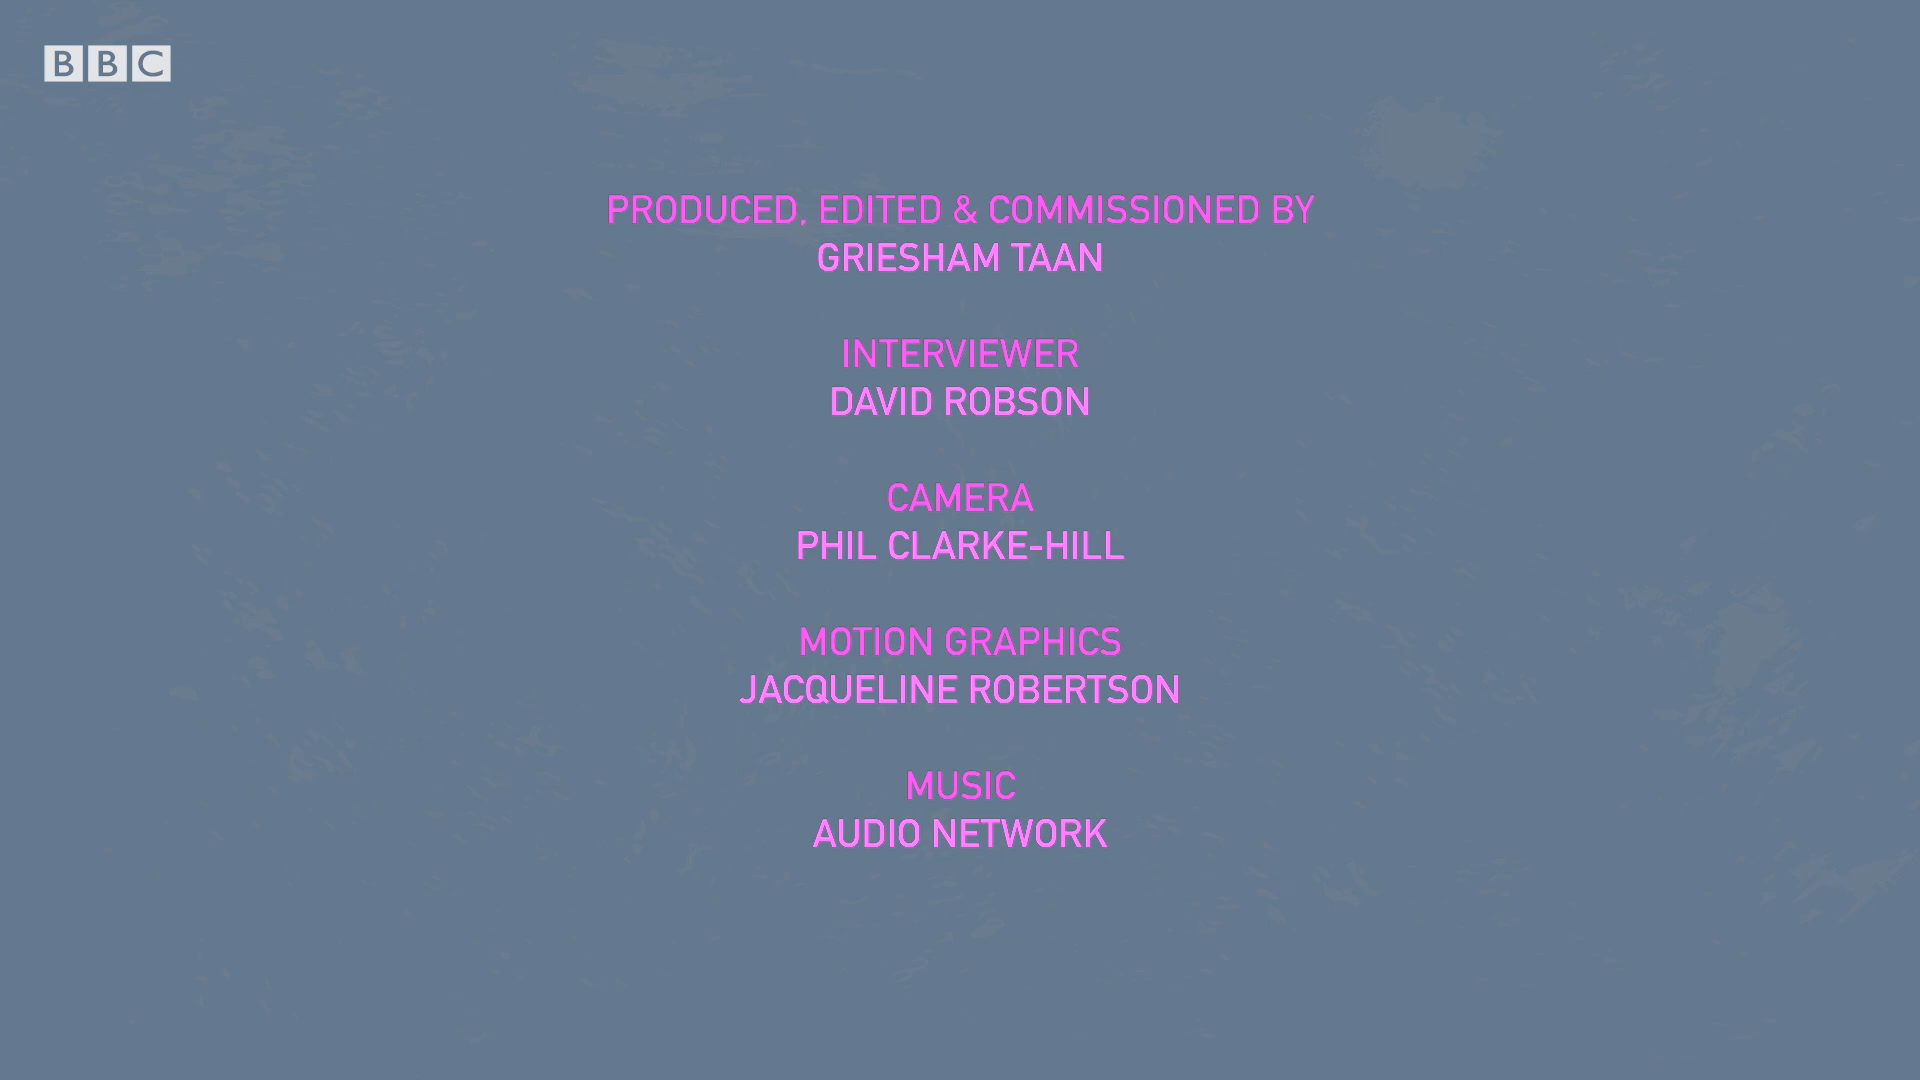 BBC
PRODUCED, EDITED & COMMISSIONED BY
GRIESHAM TAAN
INTERVIEWER
DAVID ROBSON
CAMERA
PHIL CLARKE-HILL
MOTION GRAPHICS
JACQUELINE ROBERTSON
MUSIC
AUDIO NETWORK